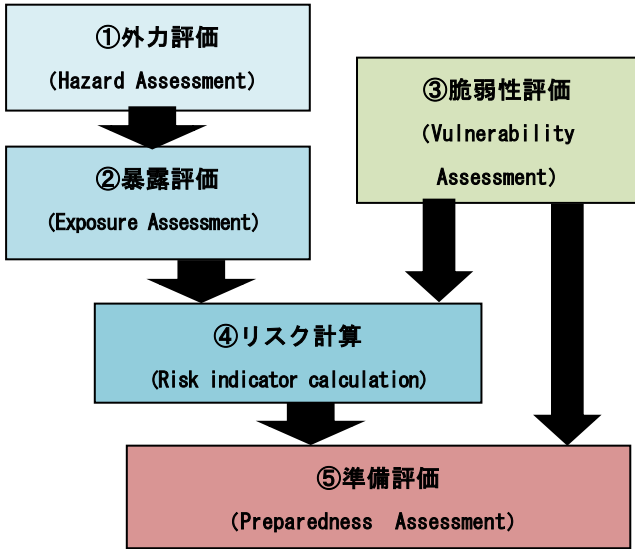 ①外力評価
(Hazard Assessment)
②暴露評価
(Exposure Assessment)
③脆弱性評価
(Vulnerability
Assessment)
④リスク計算
(Risk indicator calculation)
⑤準備評価
(Preparedness Assessment)